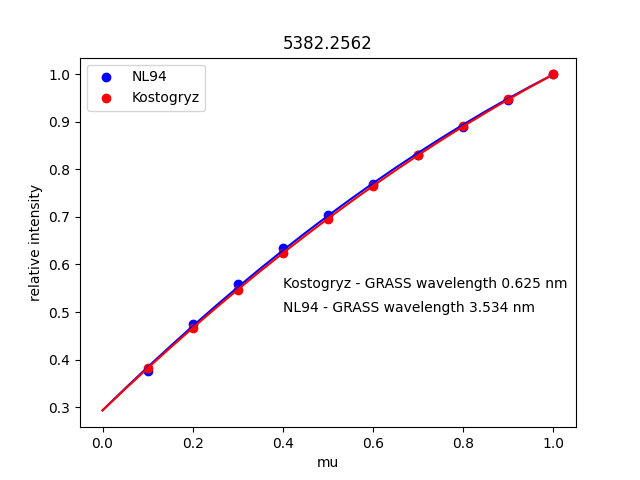 5382.2562
NL94
Kostogryz
1.0
0.9
0.8
0.7
0.6
0.5
0.4
0.3
relative intensity
Kostogryz - GRASS wavelength 0.625 nm
NL94 - GRASS wavelength 3.534 nm
0.0 0.2 0.4 0.6 0.8 1.0
mu